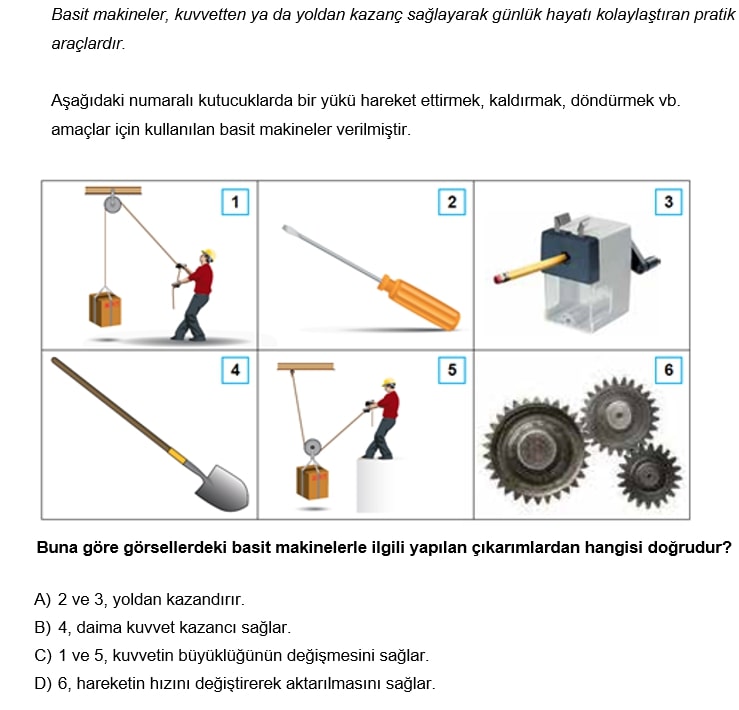 Basit makineler, kuvvetten ya da yoldan kazanç sağlayarak günlük hayatı kolaylaştıran pratik
araçlardır.
Aşağıdaki numaralı kutucuklarda bir yükü hareket ettirmek, kaldırmak, döndürmek vb.
amaçlar için kullanılan basit makineler verilmiştir.
1
2
3
4
5
6
Buna göre görsellerdeki basit makinelerle ilgili yapılan çıkarımlardan hangisi doğrudur?
A) 2 ve 3, yoldan kazandırır.
B) 4, daima kuvvet kazancı sağlar.
C) 1 ve 5, kuvvetin büyüklüğünün değişmesini sağlar.
D) 6, hareketin hızını değiştirerek aktarılmasını sağlar.